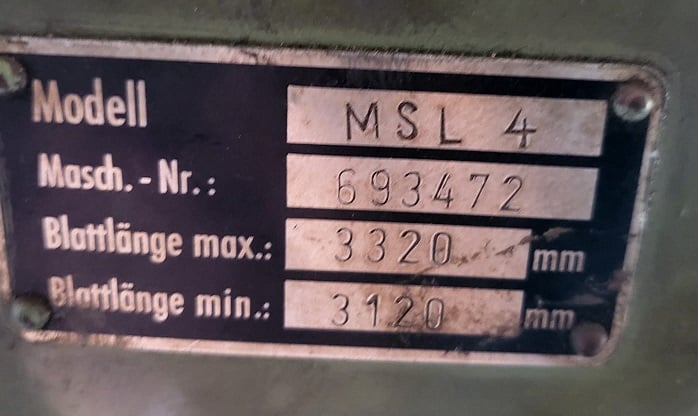 Modell MSL 4
Masch.-Nr.: 693472
Blattlänge max.: 3320 mm
Blattlänge min.: 3120 mm